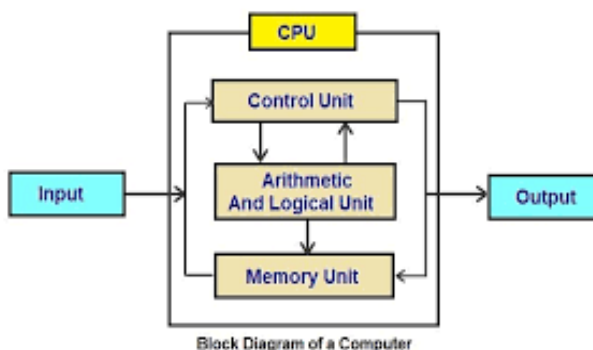 CPU
Control Unit
Input
Arithmetic
And Logical Unit
Output
Memory Unit
Block Diagram of a Computer